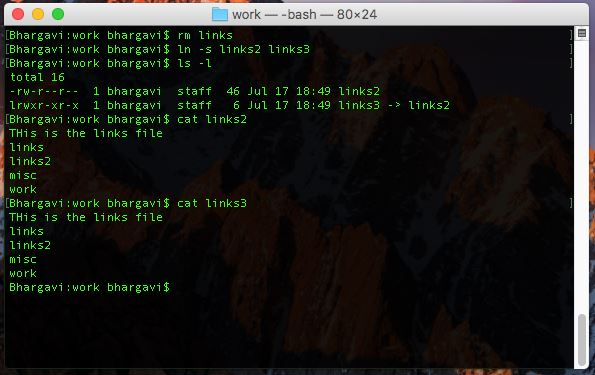 work — -bash — 80×24
[Bhargavi:work bhargavi$ rm links ]
[Bhargavi:work bhargavi$ ln -s links2 links3 ]
[Bhargavi:work bhargavi$ ls -l ]
total 16
-rw-r--r--  1 bhargavi  staff  46 Jul 17 18:49 links2
lrwxr-xr-x  1 bhargavi  staff   6 Jul 17 18:49 links3 -> links2
[Bhargavi:work bhargavi$ cat links2 ]
THis is the links file
links
links2
misc
work
[Bhargavi:work bhargavi$ cat links3 ]
THis is the links file
links
links2
misc
work
Bhargavi:work bhargavi$